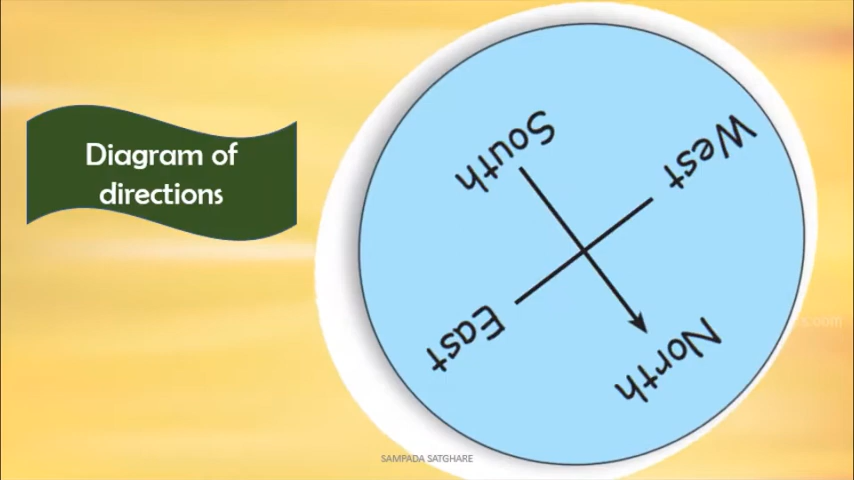 Diagram of
directions
South
West
East
North
SAMPADA SATGHARE